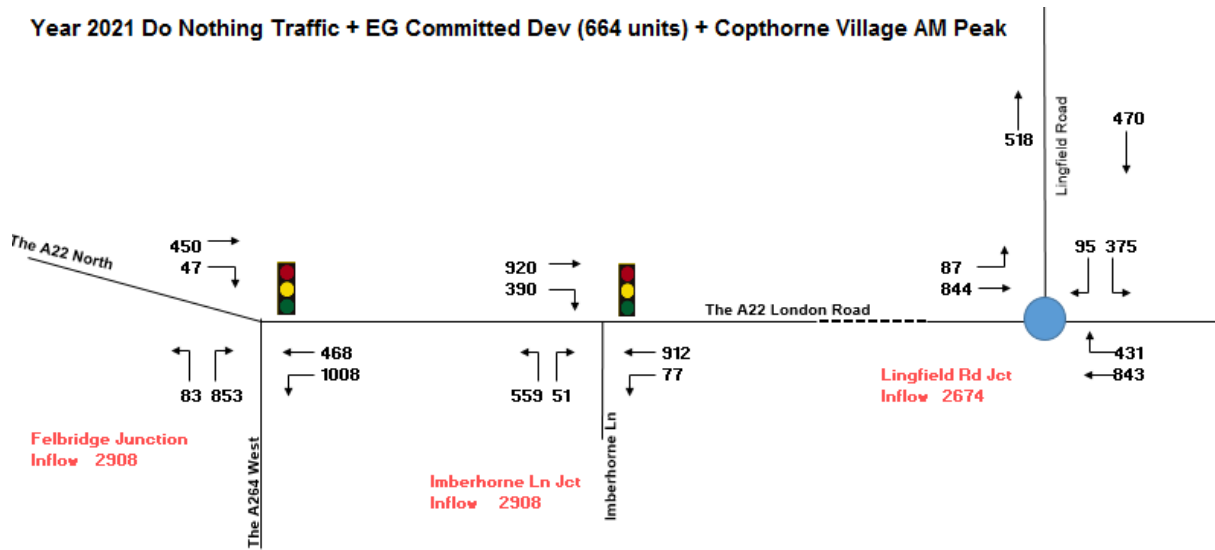 Year 2021 Do Nothing Traffic + EG Committed Dev (664 units) + Copthorne Village AM Peak
518
Lingfield Road
470
The A22 North
450
47
920
390
87
844
95 375
The A22 London Road
468
1008
83 853
912
77
559 51
431
843
Lingfield Rd Jct
Inflow 2674
Felbridge Junction
Inflow 2908
The A264 West
Imberhorne Ln Jct
Inflow 2908
Imberhorne Ln